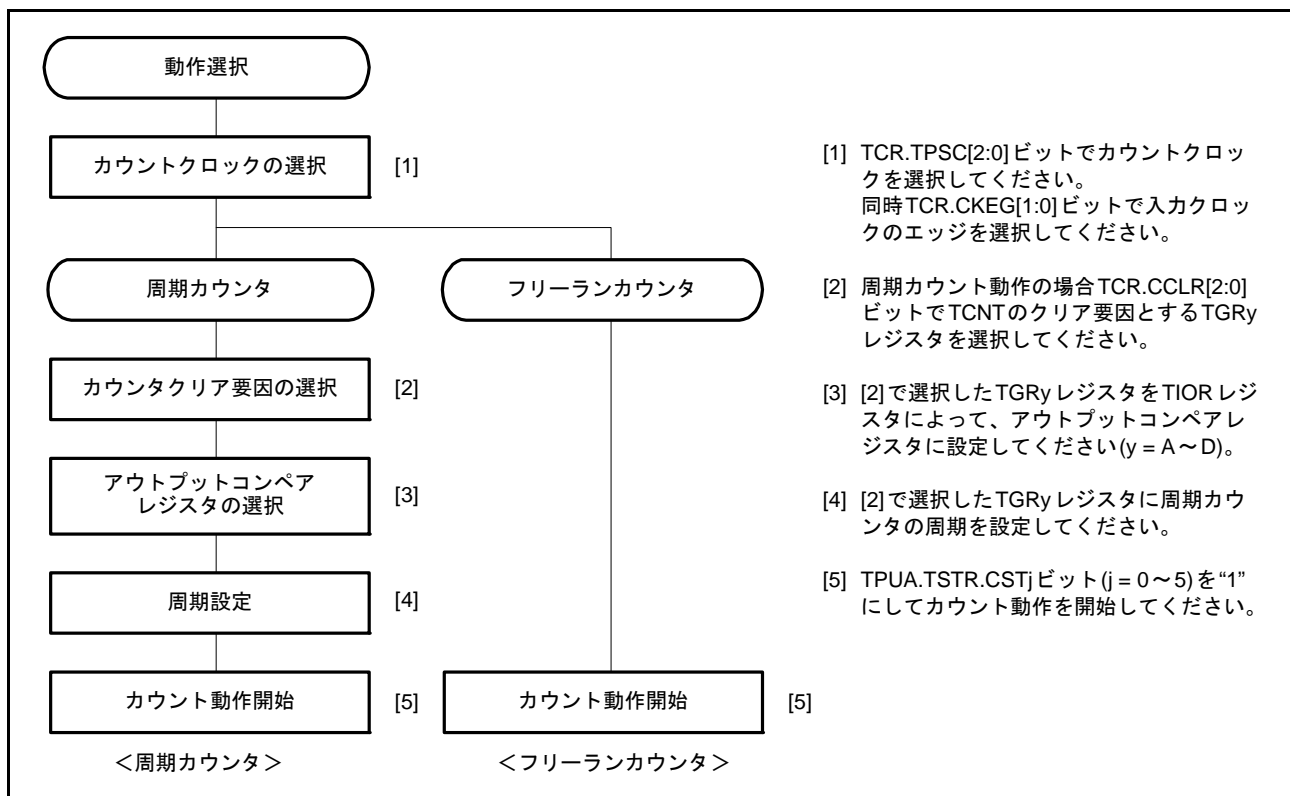 動作選択
カウントクロックの選択 [1]
周期カウンタ
フリーランカウンタ
カウンタクリア要因の選択 [2]
アウトプットコンペア
レジスタの選択 [3]
周期設定 [4]
カウント動作開始 [5]
カウント動作開始 [5]
<周期カウンタ>
<フリーランカウンタ>
[1] TCR.TPSC[2:0]ビットでカウントクロッ
クを選択してください。
同時TCR.CKEG[1:0]ビットで入力クロッ
クのエッジを選択してください。
[2] 周期カウント動作の場合TCR.CCLR[2:0]
ビットでTCNTのクリア要因とするTGRy
レジスタを選択してください。
[3] [2]で選択したTGRyレジスタをTIORレジ
スタによって、アウトプットコンペアレ
ジスタに設定してください(y = A～D)。
[4] [2]で選択したTGRyレジスタに周期カウ
ンタの周期を設定してください。
[5] TPUA.TSTR.CSTjビット(j = 0～5)を“1”
にしてカウント動作を開始してください。